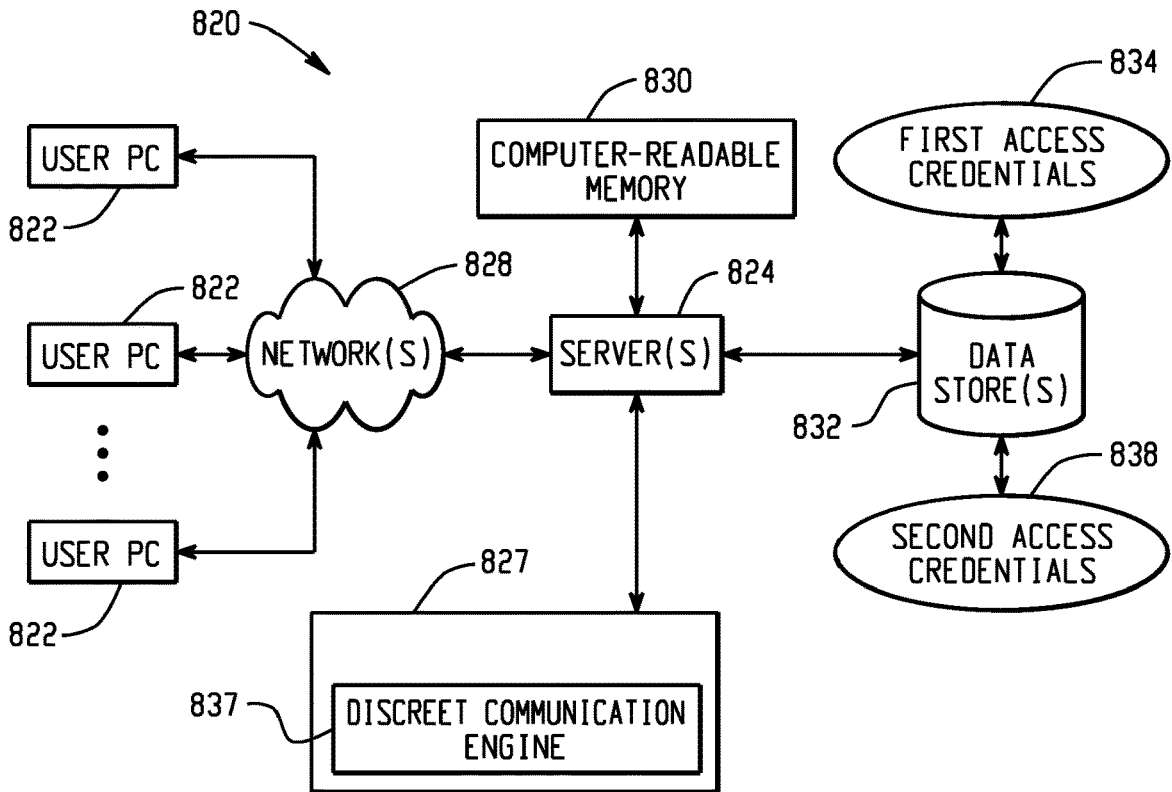 820
830
834
USER PC
COMPUTER-READABLE
MEMORY
FIRST ACCESS
CREDENTIALS
822
822
828
824
USER PC
NETWORK(S)
SERVER(S)
DATA
STORE(S)
832
838
USER PC
822
827
SECOND ACCESS
CREDENTIALS
837
DISCREET COMMUNICATION
ENGINE